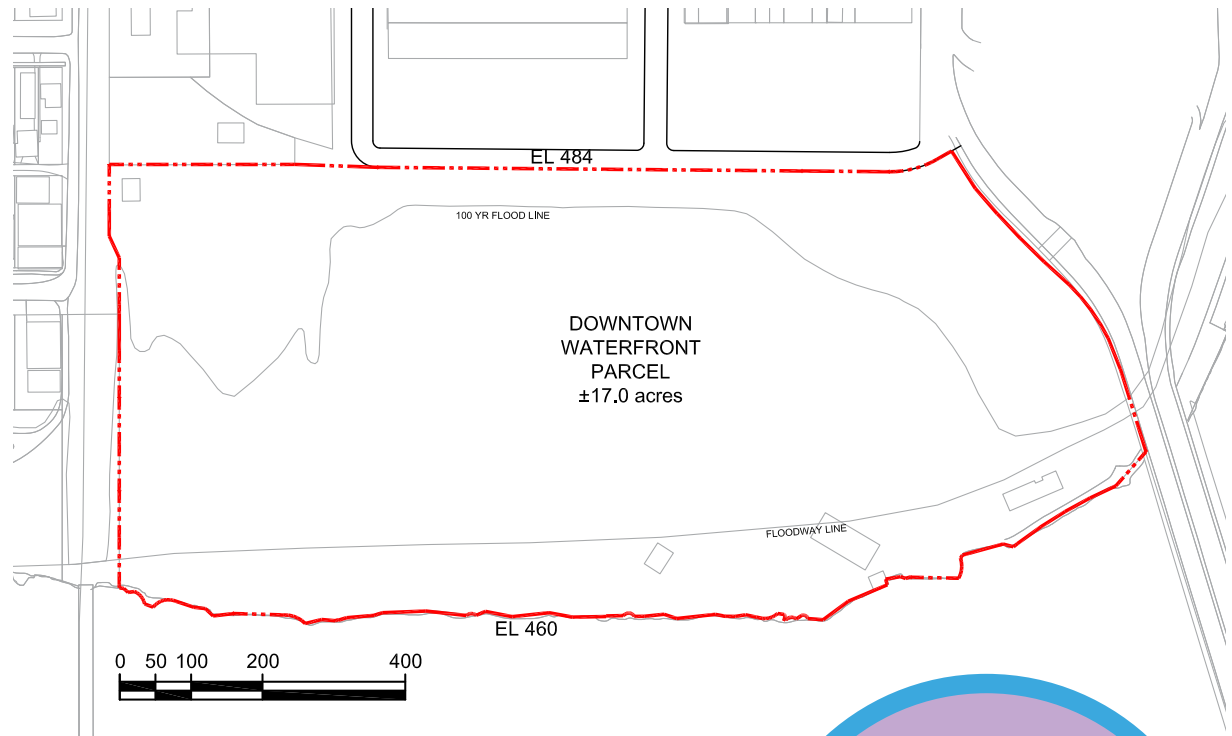 EL 484
100 YR FLOOD LINE
DOWNTOWN
WATERFRONT
PARCEL
±17.0 acres
FLOODWAY LINE
EL 460
0 50 100 200 400